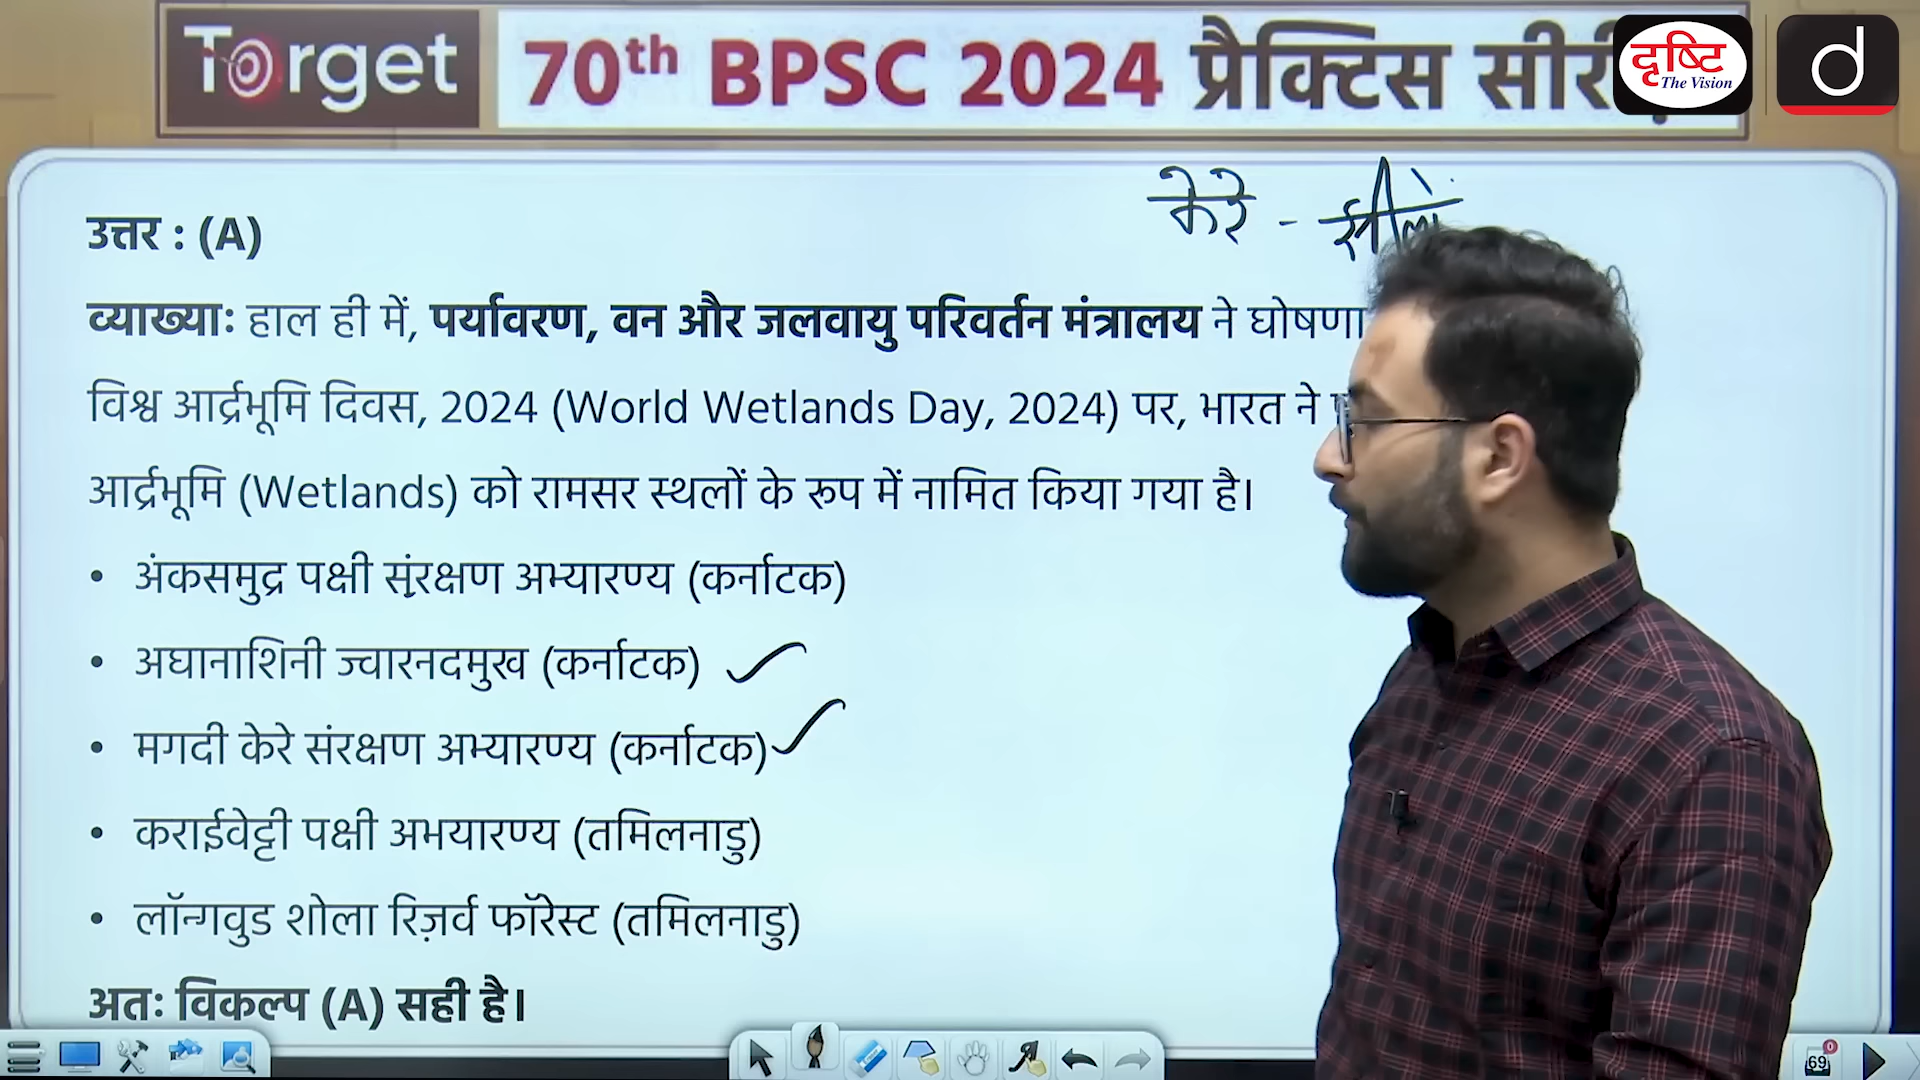 Target
70th BPSC 2024 प्रैक्टिस
दृष्टि
The Vision
d
केरे -
उत्तर : (A)
व्याख्याः हाल ही में, पर्यावरण, वन और जलवायु परिवर्तन मंत्रालय ने घोषणा
विश्व आर्द्रभूमि दिवस, 2024 (World Wetlands Day, 2024) पर, भारत ने
आर्द्रभूमि (Wetlands) को रामसर स्थलों के रूप में नामित किया गया है।
• अंकसमुद्र पक्षी संरक्षण अभ्यारण्य (कर्नाटक)
• अघानाशिनी ज्वारनदमुख (कर्नाटक)
• मगदी केरे संरक्षण अभ्यारण्य (कर्नाटक)
• कराईवेट्टी पक्षी अभयारण्य (तमिलनाडु)
• लॉन्गवुड शोला रिज़र्व फॉरेस्ट (तमिलनाडु)
अतः विकल्प (A) सही है।
69
0